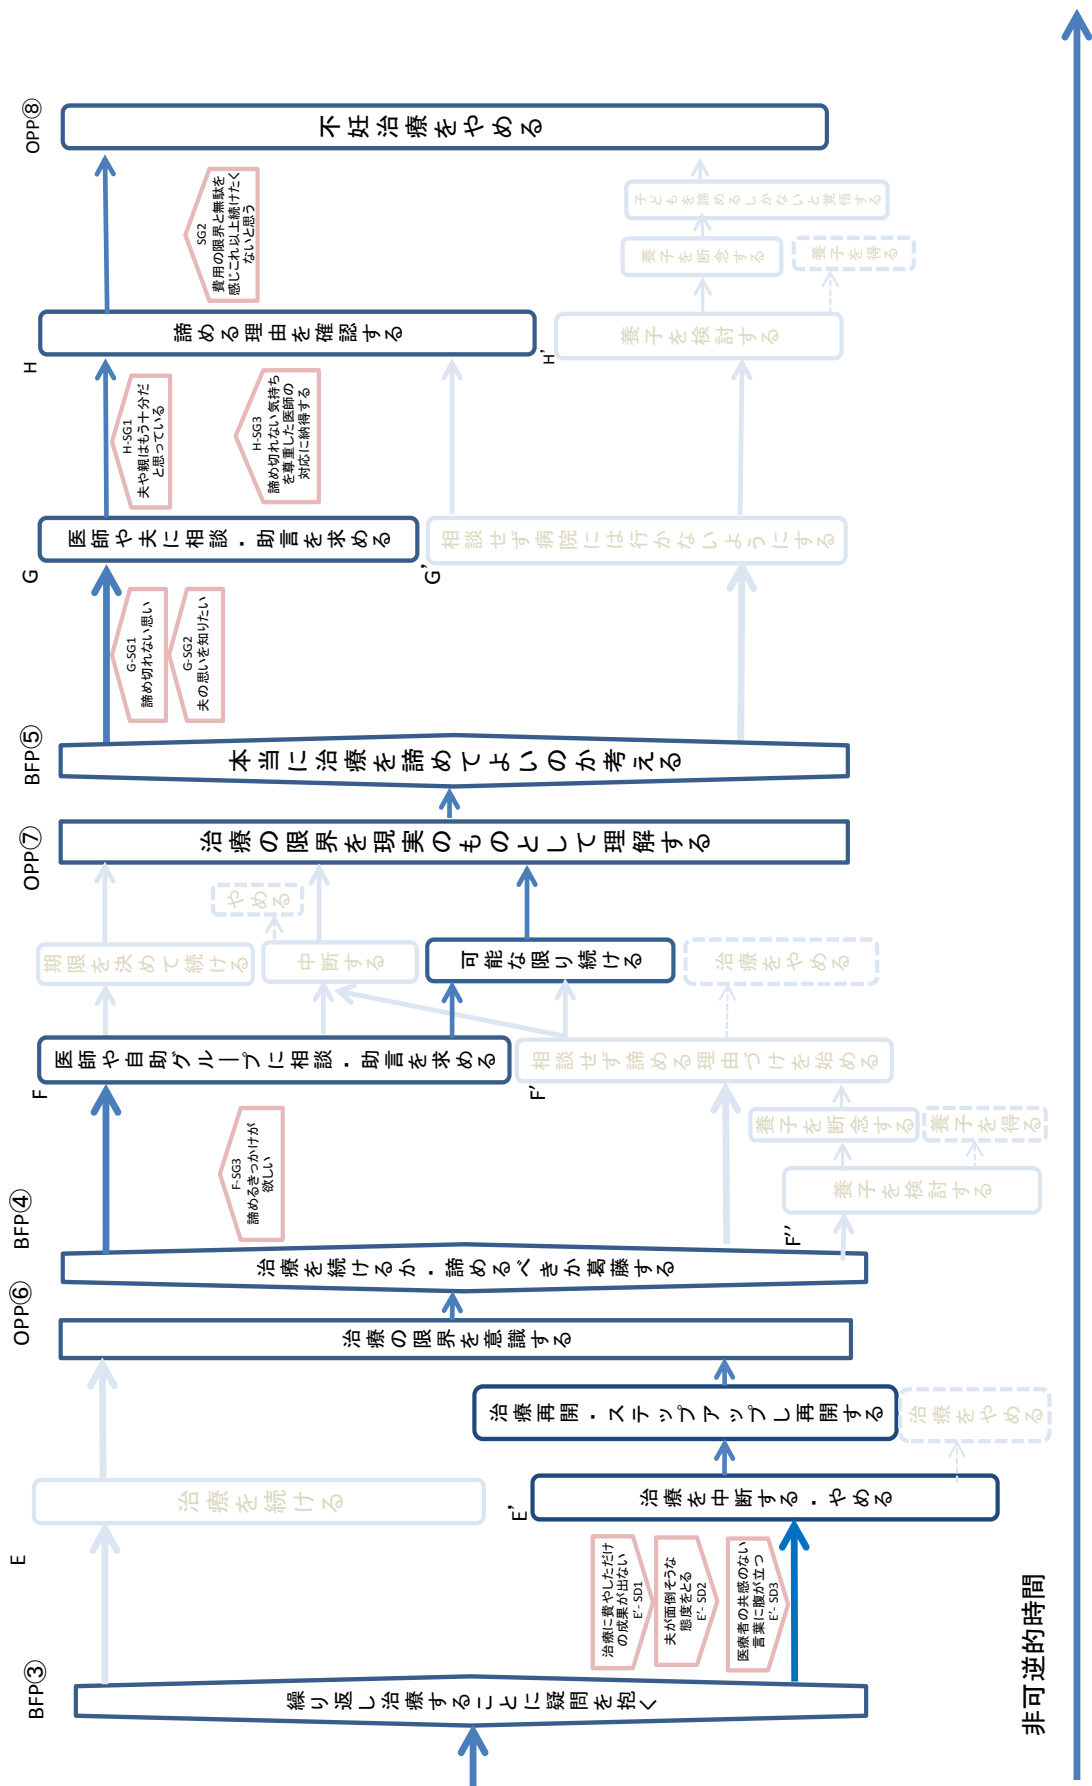 BFP③
繰り返し治療することに疑問を抱く
E
治療を続ける
治療に費やしただけ
の成果が出ない
E'- SD1
夫が面倒そうな
態度をとる
E'- SD2
医療者の共感のない
言葉に腹が立つ
E'- SD3
E'
治療を中断する・やめる
治療再開・ステップアップし再開する
治療をやめる
OPP⑥
治療の限界を意識する
BFP④
治療を続けるか・諦めるべきか葛藤する
F-SG3
諦めるきっかけが
欲しい
F
医師や自助グループに相談・助言を求める
F'
相談せず諦める理由づけを始める
F''
養子を検討する
養子を断念する
養子を得る
期限を決めて続ける
中断する
やめる
可能な限り続ける
治療をやめる
OPP⑦
治療の限界を現実のものとして理解する
BFP⑤
本当に治療を諦めてよいのか考える
G-SG1
諦め切れない思い
G-SG2
夫の思いを知りたい
G
医師や夫に相談・助言を求める
G'
相談せず病院には行かないようにする
H-SG1
夫や親はもう十分だ
と思っている
H-SG3
諦め切れない気持ち
を尊重した医師の
対応に納得する
H
諦める理由を確認する
H'
養子を検討する
養子を断念する
養子を得る
子どもを諦めるしかないと覚悟する
SG2
費用の限界と無駄を
感じこれ以上続けたく
ないと思う
OPP⑧
不妊治療をやめる
非可逆的時間